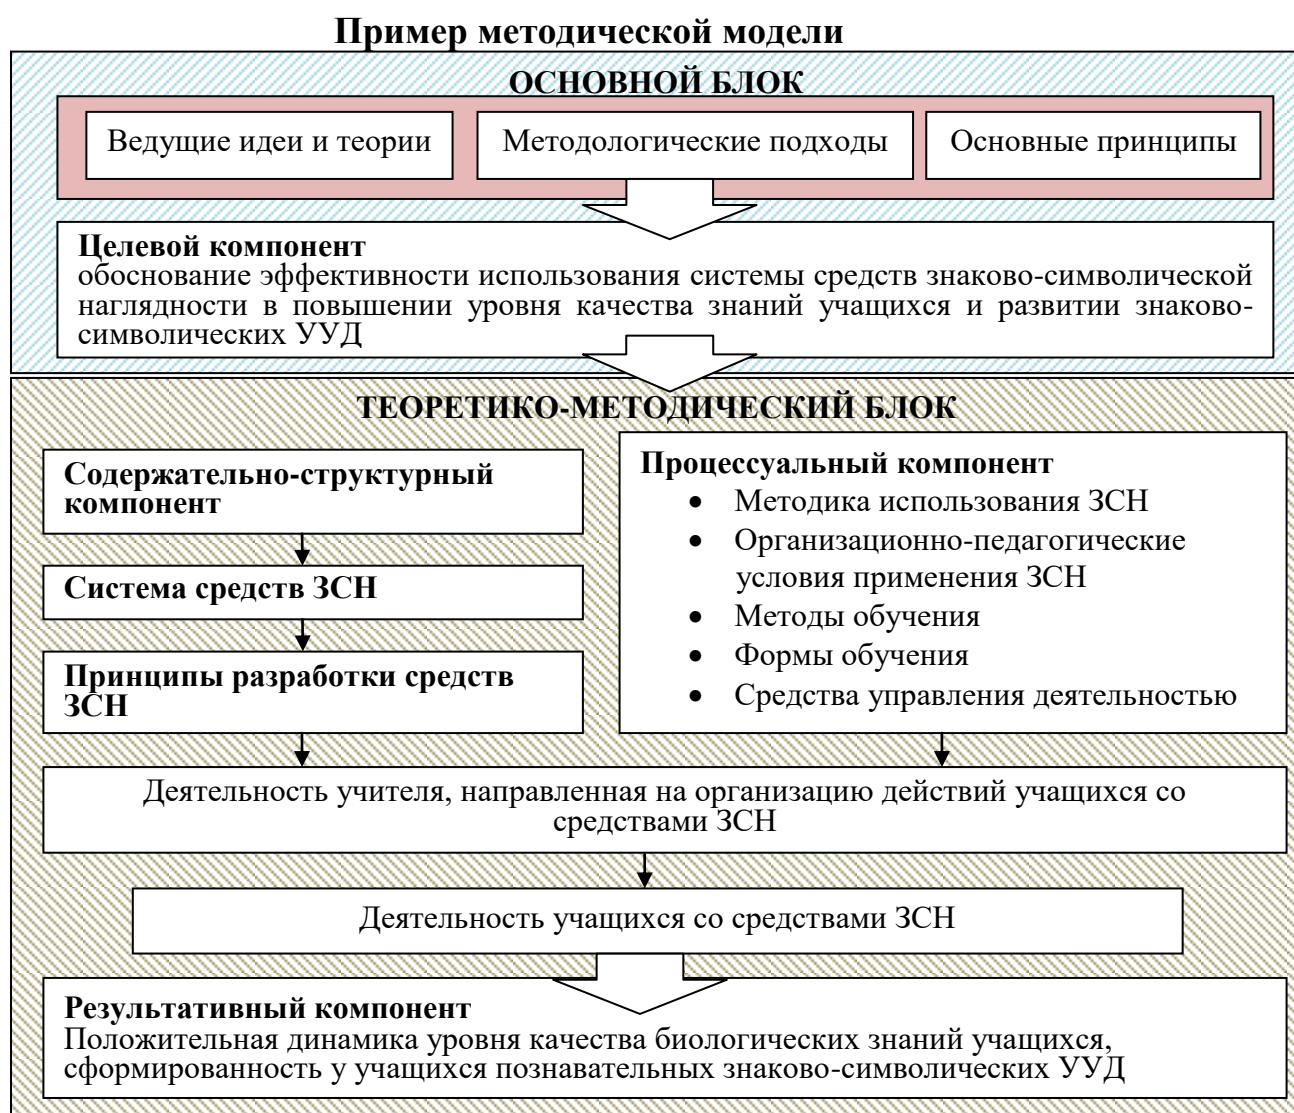 Пример методической модели
ОСНОВНОЙ БЛОК
Ведущие идеи и теории
Методологические подходы
Основные принципы
Целевой компонент
обоснование эффективности использования системы средств знаково-символической
наглядности в повышении уровня качества знаний учащихся и развитии знаково-
символических УУД
ТЕОРЕТИКО-МЕТОДИЧЕСКИЙ БЛОК
Содержательно-структурный
компонент
Система средств ЗСН
Принципы разработки средств
ЗСН
Процессуальный компонент
• Методика использования ЗСН
• Организационно-педагогические
условия применения ЗСН
• Методы обучения
• Формы обучения
• Средства управления деятельностью
Деятельность учителя, направленная на организацию действий учащихся со
средствами ЗСН
Деятельность учащихся со средствами ЗСН
Результативный компонент
Положительная динамика уровня качества биологических знаний учащихся,
сформированность у учащихся познавательных знаково-символических УУД